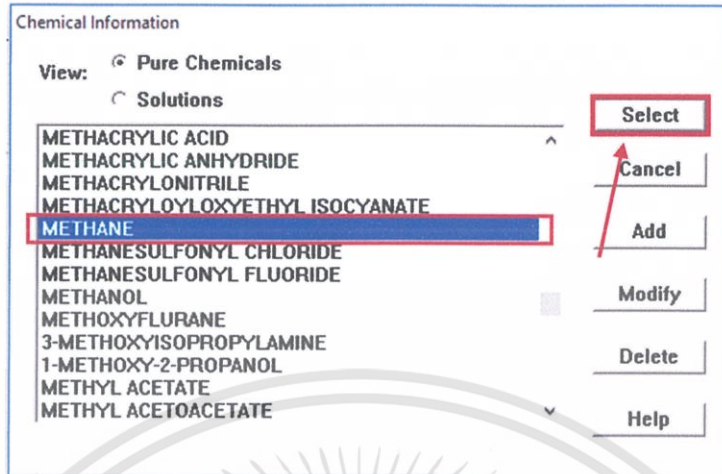 Chemical Information
View: Pure Chemicals
Solutions
METHACRYLIC ACID
METHACRYLIC ANHYDRIDE
METHACRYLONITRILE
METHACRYLOYLOXYETHYL ISOCYANATE
METHANE
METHANESULFONYL CHLORIDE
METHANESULFONYL FLUORIDE
METHANOL
METHOXYFLURANE
3-METHOXYISOPROPYLAMINE
1-METHOXY-2-PROPANOL
METHYL ACETATE
METHYL ACETOACETATE
Select
Cancel
Add
Modify
Delete
Help